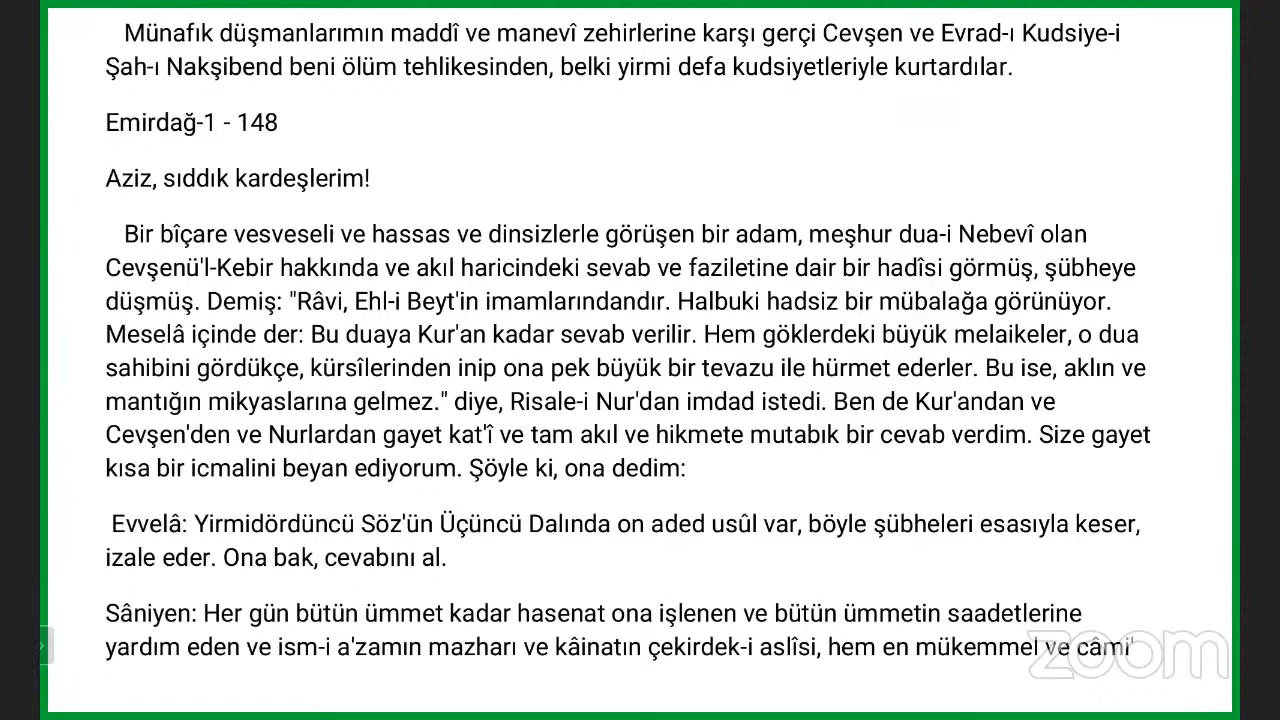 Münafık düşmanlarımın maddî ve manevî zehirlerine karşı gerçi Cevşen ve Evrad-ı Kudsiye-i
Şah-ı Nakşibend beni ölüm tehlikesinden, belki yirmi defa kudsiyetleriyle kurtardılar.
Emirdağ-1 - 148
Aziz, sıddık kardeşlerim!
Bir bîçare vesveseli ve hassas ve dinsizlerle görüşen bir adam, meşhur dua-i Nebevî olan
Cevşenü'l-Kebir hakkında ve akıl haricindeki sevab ve faziletine dair bir hadîsi görmüş, şübheye
düşmüş. Demiş: "Râvi, Ehl-i Beyt'in imamlarındandır. Halbuki hadsiz bir mübalağa görünüyor.
Meselâ içinde der: Bu duaya Kur'an kadar sevab verilir. Hem göklerdeki büyük melaikeler, o dua
sahibini gördükçe, kürsîlerinden inip ona pek büyük bir tevazu ile hürmet ederler. Bu ise, aklın ve
mantığın mikyaslarına gelmez." diye, Risale-i Nur'dan imdad istedi. Ben de Kur'andan ve
Cevşen'den ve Nurlardan gayet kat'î ve tam akıl ve hikmete mutabık bir cevab verdim. Size gayet
kısa bir icmalini beyan ediyorum. Şöyle ki, ona dedim:
Evvelâ: Yirmidördüncü Söz'ün Üçüncü Dalında on aded usûl var, böyle şübheleri esasıyla keser,
izale eder. Ona bak, cevabını al.
Sâniyen: Her gün bütün ümmet kadar hasenat ona işlenen ve bütün ümmetin saadetlerine
yardım eden ve ism-i a'zamın mazharı ve kâinatın çekirdek-i aslîsi, hem en mükemmel ve câmi'
zoom